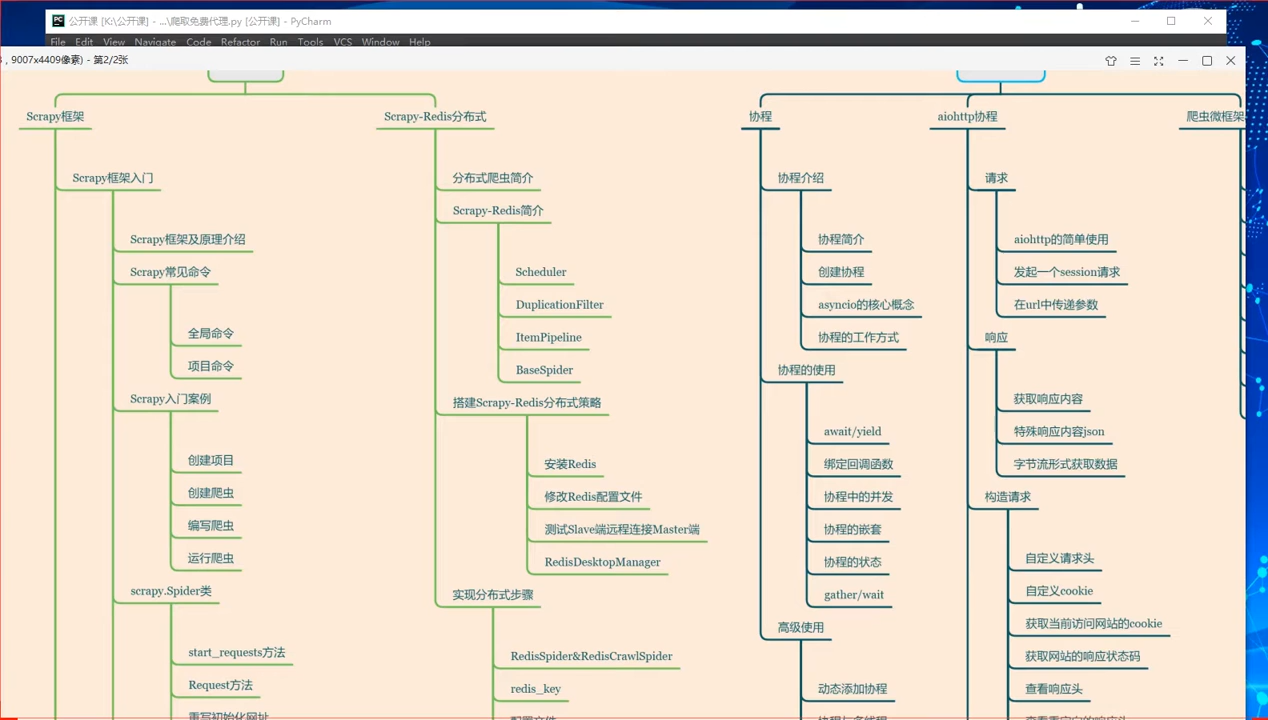 公开课 [K:\公开课] - ...\爬取免费代理.py [公开课] - PyCharm
File Edit View Navigate Code Refactor Run Tools VCS Window Help
, 9007x4409像素) - 第2/2张
Scrapy框架
Scrapy框架入门
Scrapy框架及原理介绍
Scrapy常见命令
全局命令
项目命令
Scrapy入门案例
创建项目
创建爬虫
编写爬虫
运行爬虫
scrapy.Spider类
start_requests方法
Request方法
重写初始化网址
Scrapy-Redis分布式
分布式爬虫简介
Scrapy-Redis简介
Scheduler
DuplicationFilter
ItemPipeline
BaseSpider
搭建Scrapy-Redis分布式策略
安装Redis
修改Redis配置文件
测试Slave端远程连接Master端
RedisDesktopManager
实现分布式步骤
RedisSpider&RedisCrawlSpider
redis_key
配置文件
协程
协程介绍
协程简介
创建协程
asyncio的核心概念
协程的工作方式
协程的使用
await/yield
绑定回调函数
协程中的并发
协程的嵌套
协程的状态
gather/wait
高级使用
动态添加协程
协程与多线程
aiohttp协程
请求
aiohttp的简单使用
发起一个session请求
在url中传递参数
响应
获取响应内容
特殊响应内容json
字节流形式获取数据
构造请求
自定义请求头
自定义cookie
获取当前访问网站的cookie
获取网站的响应状态码
查看响应头
爬虫微框架